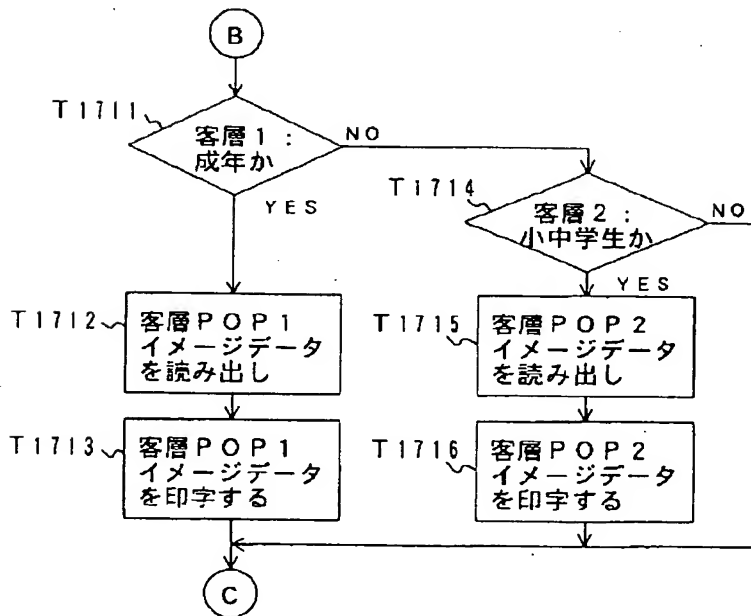 B
T1711
客層1:
成年か
NO
YES
T1714
客層2:
小中学生か
NO
YES
T1712
客層POP1
イメージデータ
を読み出し
T1715
客層POP2
イメージデータ
を読み出し
T1713
客層POP1
イメージデータ
を印字する
T1716
客層POP2
イメージデータ
を印字する
C